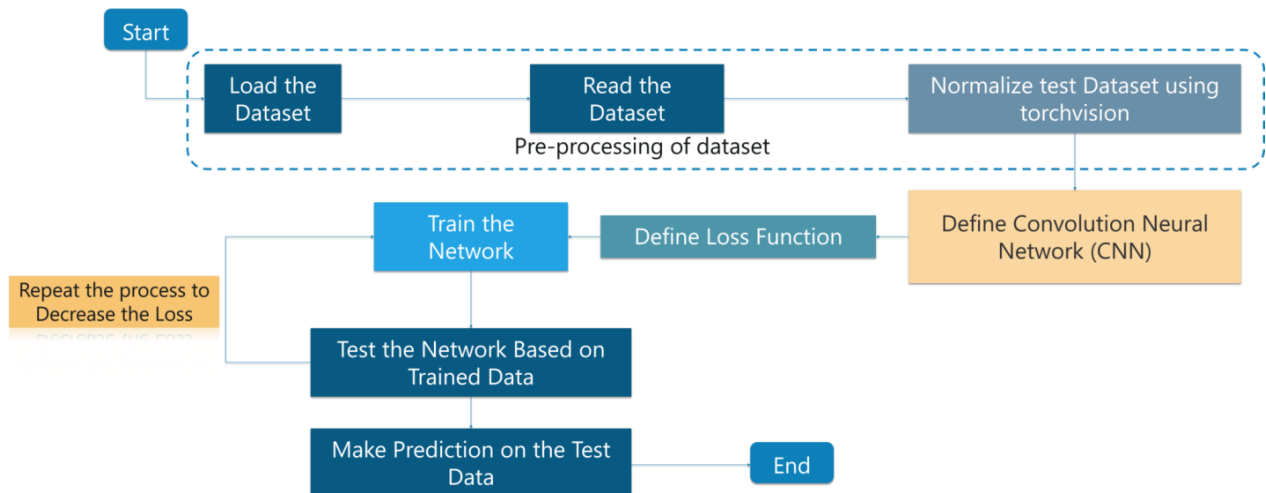 Start
Load the
Dataset
Read the
Dataset
Normalize test Dataset using
torchvision
Pre-processing of dataset
Train the
Network
Define Loss Function
Define Convolution Neural
Network (CNN)
Repeat the process to
Decrease the Loss
Test the Network Based on
Trained Data
Make Prediction on the Test
Data
End